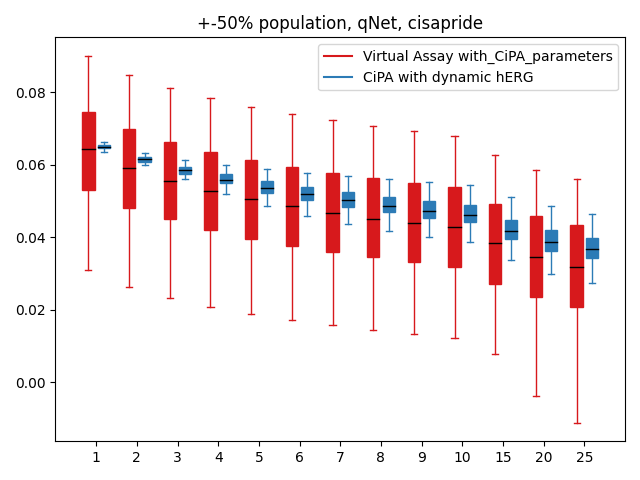 +-50% population, qNet, cisapride
Virtual Assay with_CiPA_parameters
CiPA with dynamic hERG
0.08
0.06
0.04
0.02
0.00
1 2 3 4 5 6 7 8 9 10 15 20 25